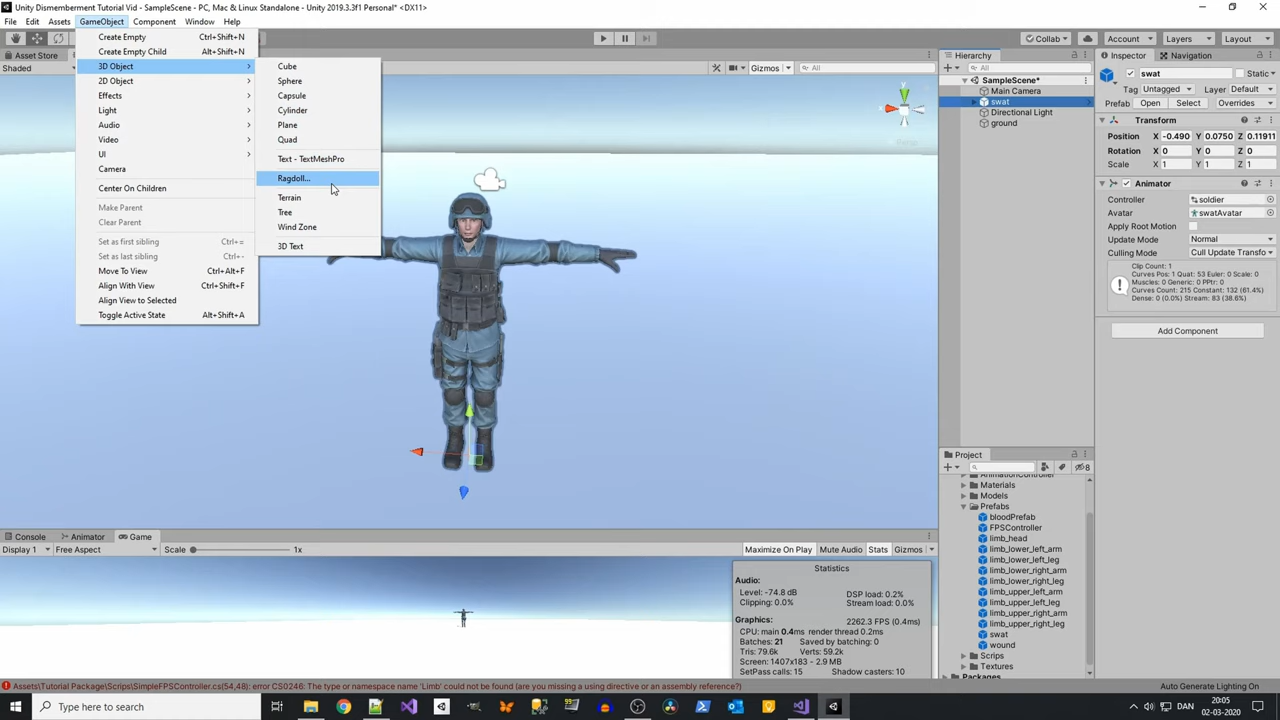 Unity Dismemberment Tutorial Vid - SampleScene - PC, Mac & Linux Standalone - Unity 2019.3.3f1 Personal* <DX11>
File Edit Assets GameObject Component Window Help
Collab Account Layers Layout
Asset Store
Shaded
Gizmos All
Create Empty Ctrl+Shift+N
Create Empty Child Alt+Shift+N
3D Object
2D Object
Effects
Light
Audio
Video
UI
Camera
Center On Children
Make Parent
Clear Parent
Set as first sibling Ctrl+=
Set as last sibling Ctrl+-
Move To View Ctrl+Alt+F
Align With View Ctrl+Shift+F
Align View to Selected
Toggle Active State Alt+Shift+A
Cube
Sphere
Capsule
Cylinder
Plane
Quad
Text - TextMeshPro
Ragdoll...
Terrain
Tree
Wind Zone
3D Text
y
x
Persp
Hierarchy
All
SampleScene*
Main Camera
swat
Directional Light
ground
Inspector Navigation
swat Static
Tag Untagged Layer Default
Prefab Open Select Overrides
Transform
Position X -0.490 Y 0.0750 Z 0.11911
Rotation X 0 Y 0 Z 0
Scale X 1 Y 1 Z 1
Animator
Controller soldier
Avatar swatAvatar
Apply Root Motion
Update Mode Normal
Culling Mode Cull Update Transfo
Clip Count: 1
Curves Pos: 1 Quat: 53 Euler: 0 Scale: 0
Muscles: 0 Generic: 0 PPtr: 0
Curves Count: 215 Constant: 132 (61.4%)
Dense: 0 (0.0%) Stream: 83 (38.6%)
Add Component
Project
8
Materials
Models
Prefabs
bloodPrefab
FPSController
limb_head
limb_lower_left_arm
limb_lower_left_leg
limb_lower_right_arm
limb_lower_right_leg
limb_upper_left_arm
limb_upper_left_leg
limb_upper_right_arm
limb_upper_right_leg
swat
wound
Scrips
Textures
Packages
Console Animator Game
Display 1 Free Aspect Scale 1x Maximize On Play Mute Audio Stats Gizmos
Statistics
Audio:
Level: -74.8 dB DSP load: 0.2%
Clipping: 0.0% Stream load: 0.0%
Graphics: 2262.3 FPS (0.4ms)
CPU: main 0.4ms render thread 0.2ms
Batches: 21 Saved by batching: 0
Tris: 79.6k Verts: 59.2k
Screen: 1407x183 - 2.9 MB
SetPass calls: 15 Shadow casters: 10
Assets\Tutorial Package\Scrips\SimpleFPSController.cs(54,48): error CS0246: The type or namespace name 'Limb' could not be found (are you missing a using directive or an assembly reference?)
Auto Generate Lighting On
Type here to search
DAN
20:05
02-03-2020